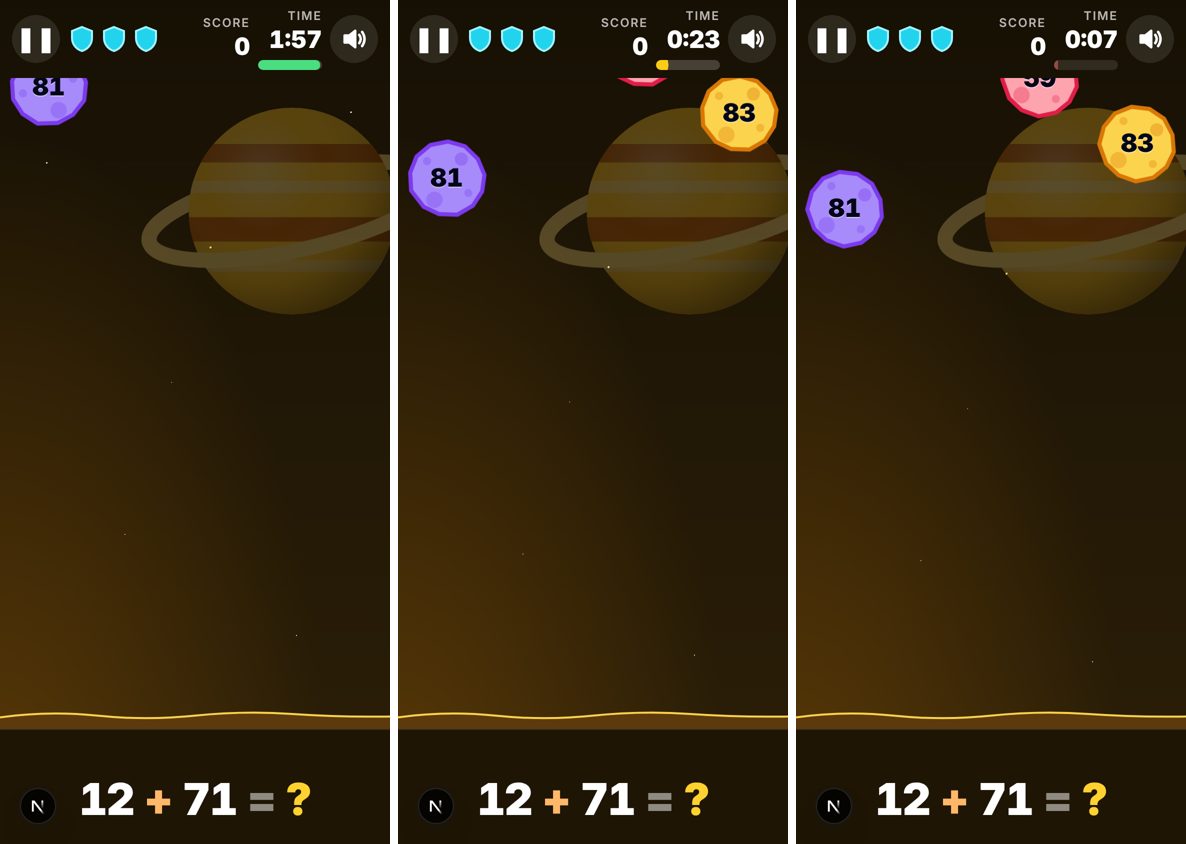 SCORE
0
TIME
1:57
81
12 + 71 = ?
N
SCORE
0
TIME
0:23
83
81
12 + 71 = ?
N
SCORE
0
TIME
0:07
83
81
12 + 71 = ?
N